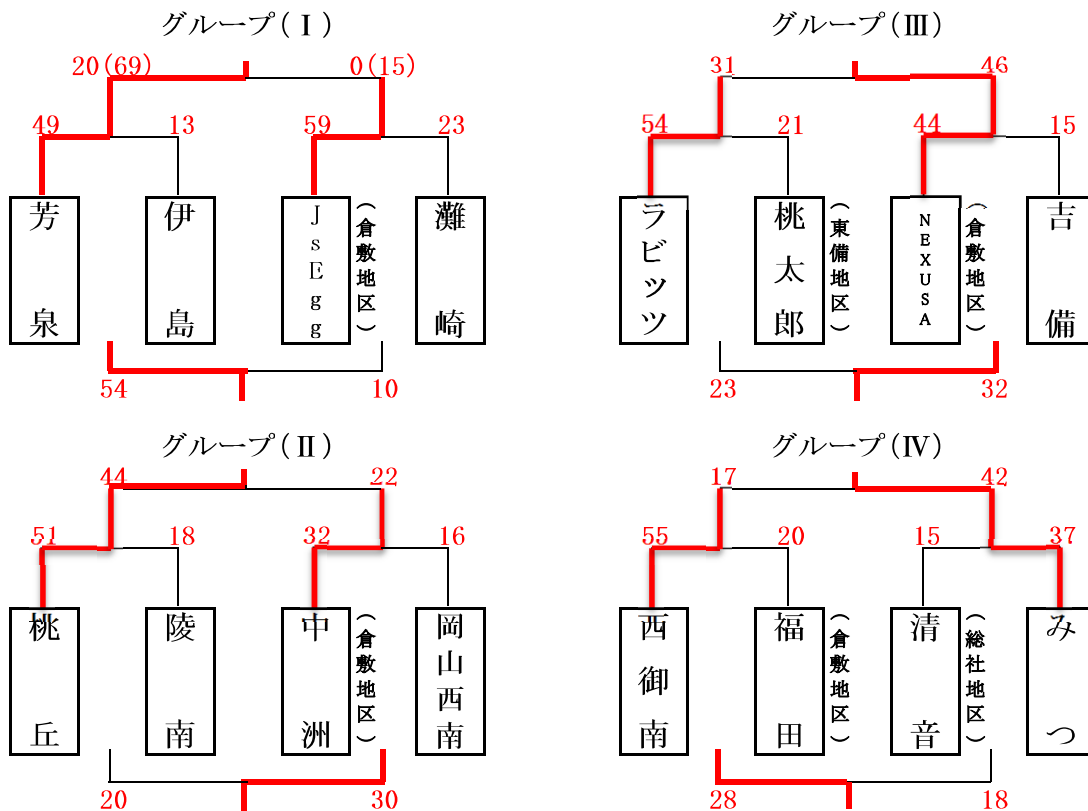 グループ(Ⅰ)
20(69) 0(15)
49 13 59 23
芳泉
伊島
JsEgg
(倉敷地区)
灘崎
54 10
グループ(Ⅲ)
31 46
54 21 44 15
ラビッツ
桃太郎
(東備地区)
NEXUSA
(倉敷地区)
吉備
23 32
グループ(Ⅱ)
44 22
51 18 32 16
桃丘
陵南
中洲
(倉敷地区)
岡山西南
20 30
グループ(Ⅳ)
17 42
55 20 15 37
西御南
福田
(倉敷地区)
清音
(総社地区)
みつ
28 18